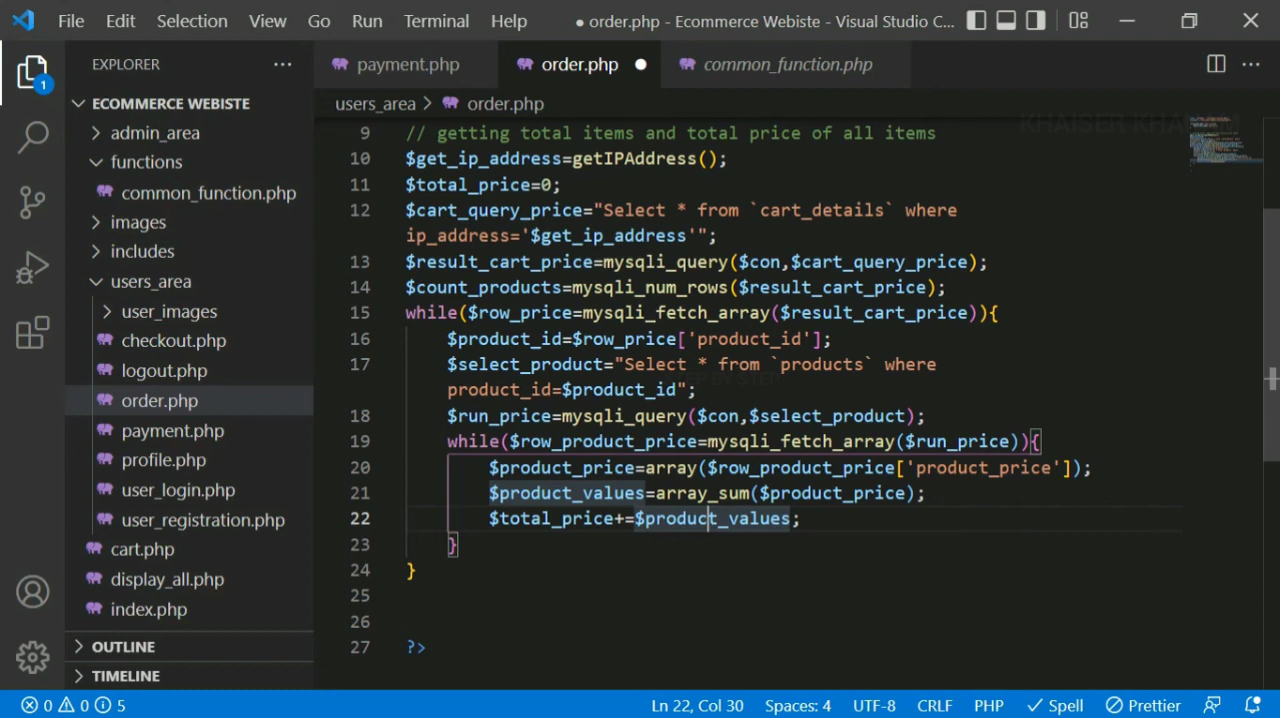 File Edit Selection View Go Run Terminal Help ● order.php - Ecommerce Webiste - Visual Studio C...
EXPLORER
payment.php order.php common_function.php
1
ECOMMERCE WEBISTE
admin_area
functions
common_function.php
images
includes
users_area
user_images
checkout.php
logout.php
order.php
payment.php
profile.php
user_login.php
user_registration.php
cart.php
display_all.php
index.php
OUTLINE
TIMELINE
users_area > order.php
9 // getting total items and total price of all items
10 $get_ip_address=getIPAddress();
11 $total_price=0;
12 $cart_query_price="Select * from `cart_details` where
ip_address='$get_ip_address'";
13 $result_cart_price=mysqli_query($con,$cart_query_price);
14 $count_products=mysqli_num_rows($result_cart_price);
15 while($row_price=mysqli_fetch_array($result_cart_price)){
16 $product_id=$row_price['product_id'];
17 $select_product="Select * from `products` where
product_id=$product_id";
18 $run_price=mysqli_query($con,$select_product);
19 while($row_product_price=mysqli_fetch_array($run_price)){
20 $product_price=array($row_product_price['product_price']);
21 $product_values=array_sum($product_price);
22 $total_price+=$product_values;
23 }
24 }
25
26
27 ?>
0 0 5 Ln 22, Col 30 Spaces: 4 UTF-8 CRLF PHP Spell Prettier